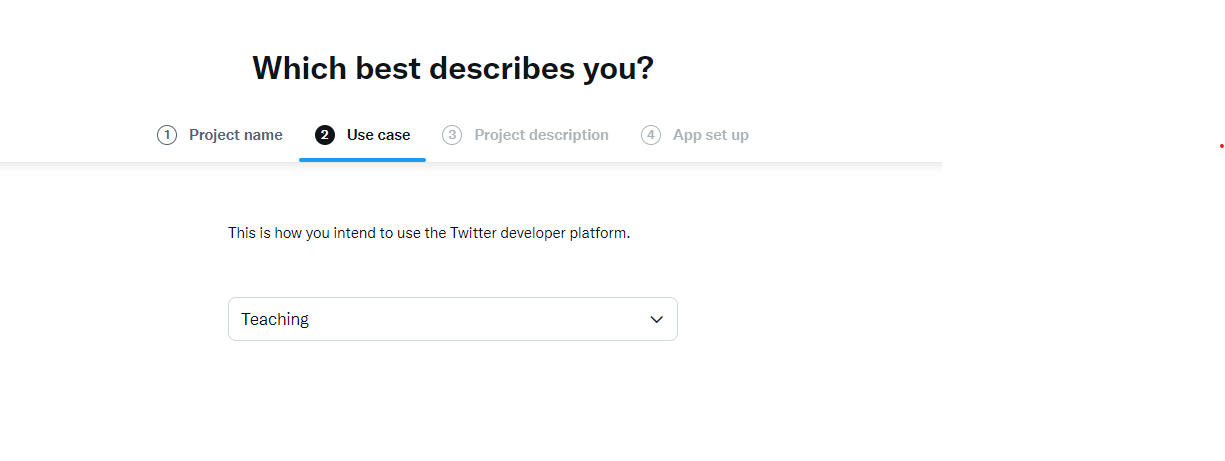 Which best describes you?
1 Project name 2 Use case 3 Project description 4 App set up
This is how you intend to use the Twitter developer platform.
Teaching